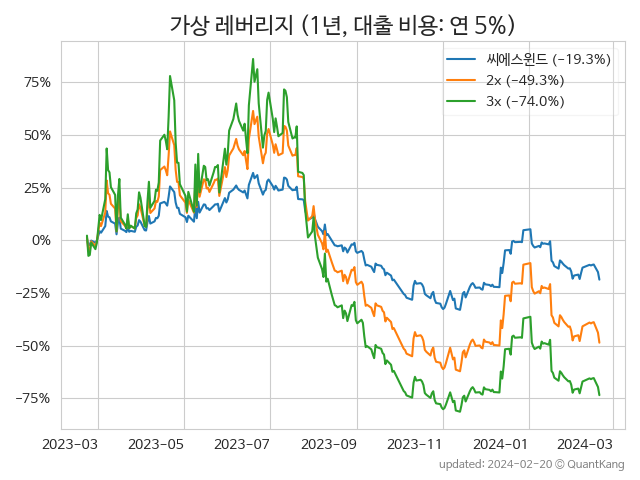 가상 레버리지 (1년, 대출 비용: 연 5%)
씨에스윈드 (−19.3%)
2x (−49.3%)
3x (−74.0%)
75%
50%
25%
0%
−25%
−50%
−75%
2023-03 2023-05 2023-07 2023-09 2023-11 2024-01 2024-03
updated: 2024-02-20 © QuantKang